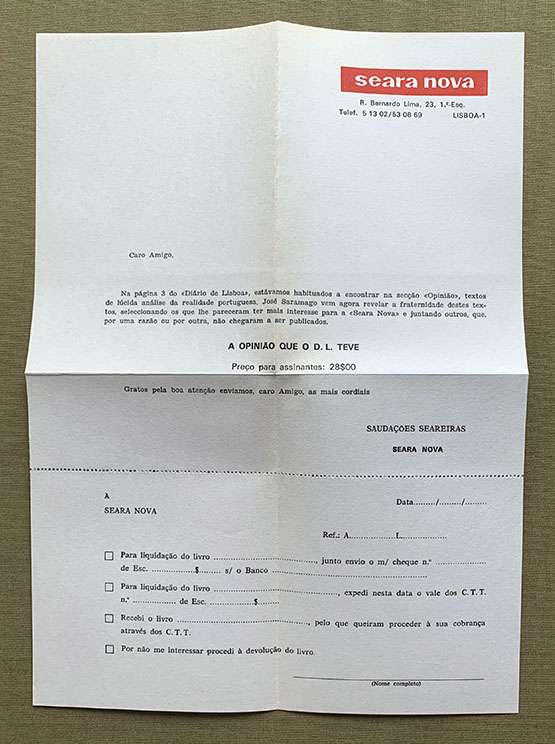 seara nova
R. Bernardo Lima, 23, 1.º-Esq.
Telef. 5 13 02/53 08 69 LISBOA-1
Caro Amigo,
Na página 3 do «Diário de Lisboa», estávamos habituados a encontrar na secção «Opinião», textos
de lúcida análise da realidade portuguesa. José Saramago vem agora revelar a fraternidade destes tex-
tos, seleccionando os que lhe pareceram ter mais interesse para a «Seara Nova» e juntando outros, que,
por uma razão ou por outra, não chegaram a ser publicados.
A OPINIÃO QUE O D. L. TEVE
Preço para assinantes: 28$00
Gratos pela boa atenção enviamos, caro Amigo, as mais cordiais
SAUDAÇÕES SEAREIRAS
SEARA NOVA
À
SEARA NOVA
Data........./........./.........
Ref.: A...............L...............
Para liquidação do livro ................................., junto envio o m/ cheque n.º .....................
de Esc. ...............$........ s/ o Banco ..................................................
Para liquidação do livro ......................................., expedi nesta data o vale dos C. T. T.
n.º ............... de Esc. ...............$........
Recebi o livro ......................................., pelo que queiram proceder à sua cobrança
através dos C. T. T.
Por não me interessar procedi à devolução do livro.
(Nome completo)